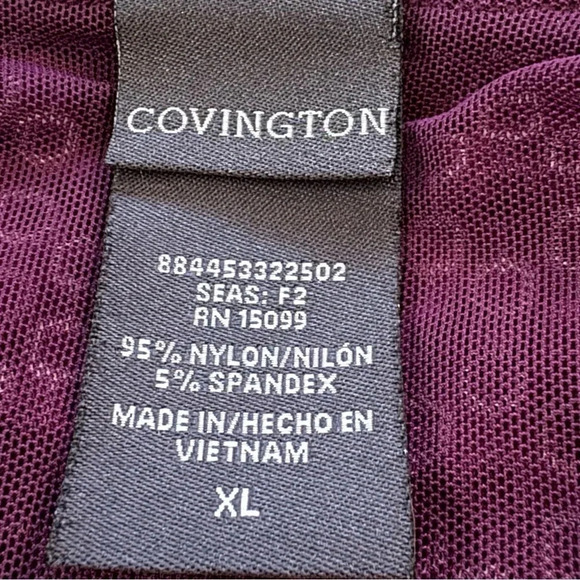 COVINGTON
884453322502
SEAS: F2
RN 15099
95% NYLON/NILÓN
5% SPANDEX
MADE IN/HECHO EN
VIETNAM
XL